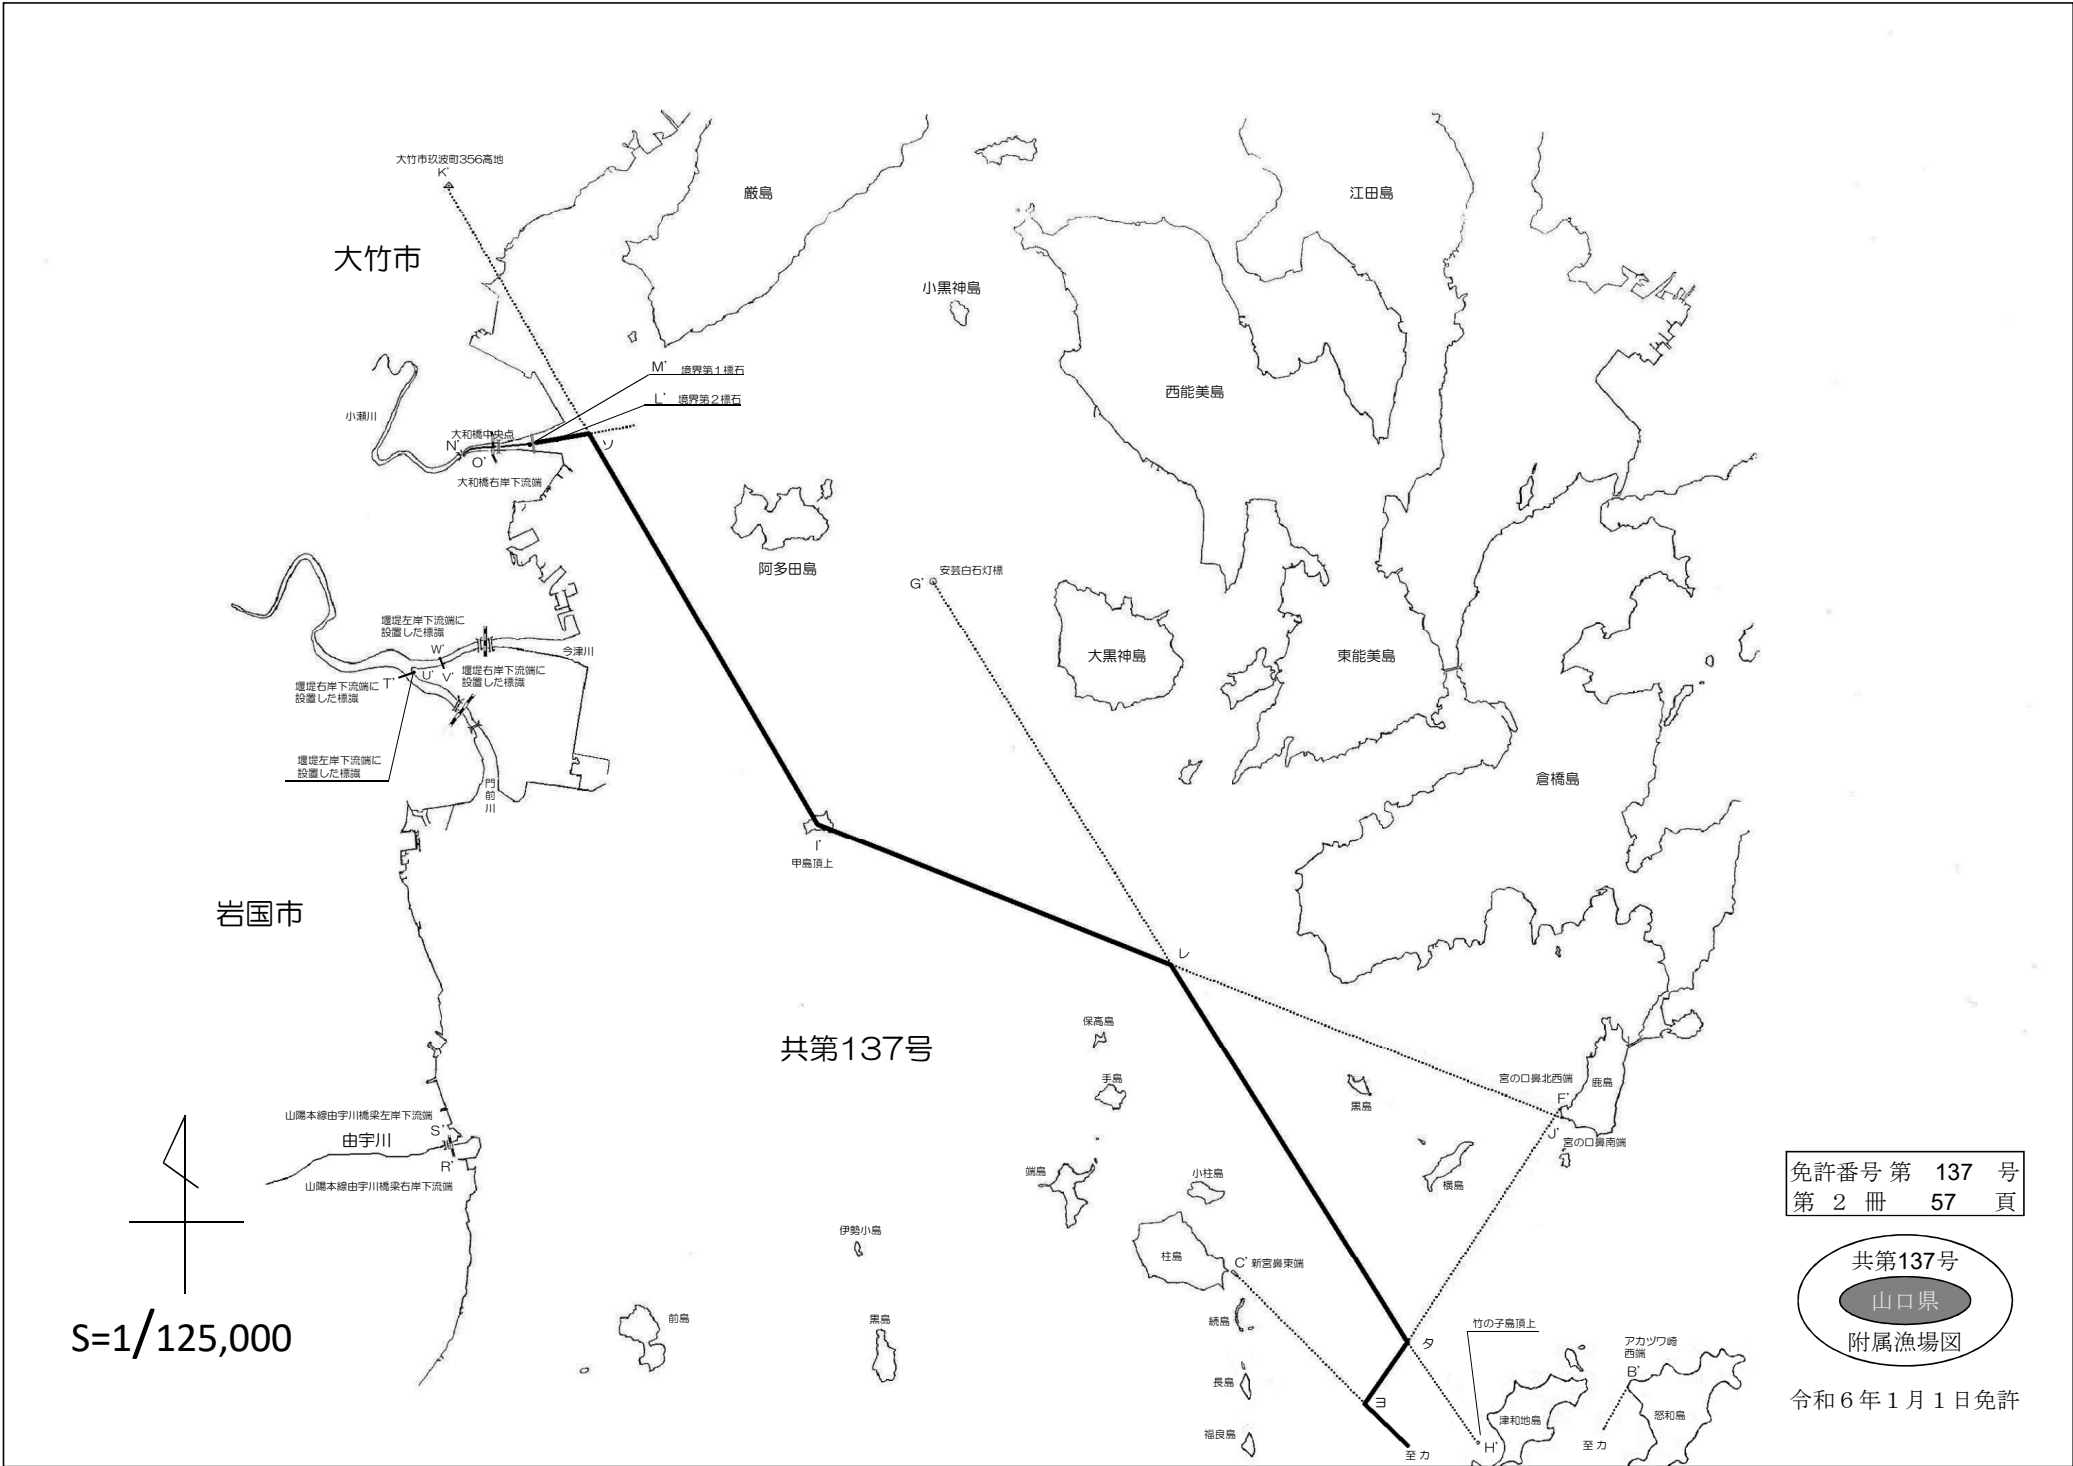 大竹市玖波町356高地
K'
大竹市
厳島
江田島
小黒神島
西能美島
M' 境界第1標石
L' 境界第2標石
小瀬川
大和橋中央点
N'
O'
大和橋右岸下流端
ソ
阿多田島
G' 安芸白石灯標
大黒神島
東能美島
倉橋島
堰堤左岸下流端に
設置した標識
W'
今津川
U'
V'
堰堤右岸下流端に
設置した標識
堰堤右岸下流端に
設置した標識
T'
堰堤左岸下流端に
設置した標識
門前川
I'
甲島頂上
岩国市
レ
共第137号
保高島
手島
黒島
宮の口鼻北西端
鹿島
F'
J'
宮の口鼻南端
山陽本線由宇川橋梁左岸下流端
S'
由宇川
R'
山陽本線由宇川橋梁右岸下流端
端島
小柱島
横島
伊勢小島
柱島
C' 新宮鼻東端
前島
黒島
続島
タ
竹の子島頂上
アカツワ崎
西端
B'
長島
ヨ
福良島
至カ
H'
津和地島
至カ
怒和島
S=1/125,000
免許番号 第 137 号
第 2 冊 57 頁
共第137号
山口県
附属漁場図
令和6年1月1日免許